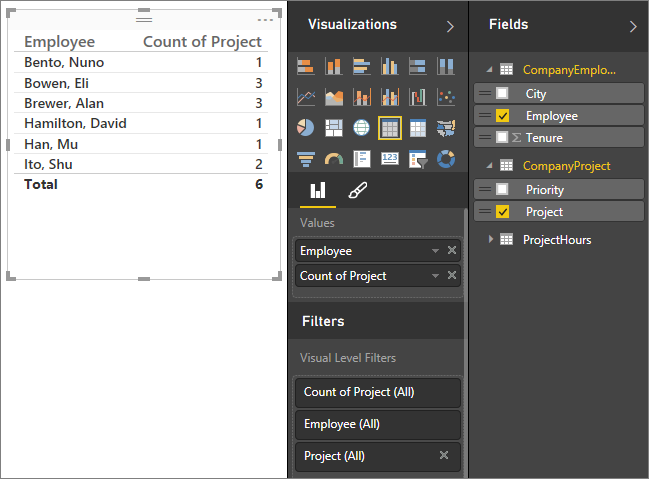 Employee Count of Project
Bento, Nuno 1
Bowen, Eli 3
Brewer, Alan 3
Hamilton, David 1
Han, Mu 1
Ito, Shu 2
Total 6
Visualizations
123
Values
Employee
Count of Project
Filters
Visual Level Filters
Count of Project (All)
Employee (All)
Project (All)
Fields
CompanyEmplo...
City
Employee
Σ Tenure
CompanyProject
Priority
Project
ProjectHours